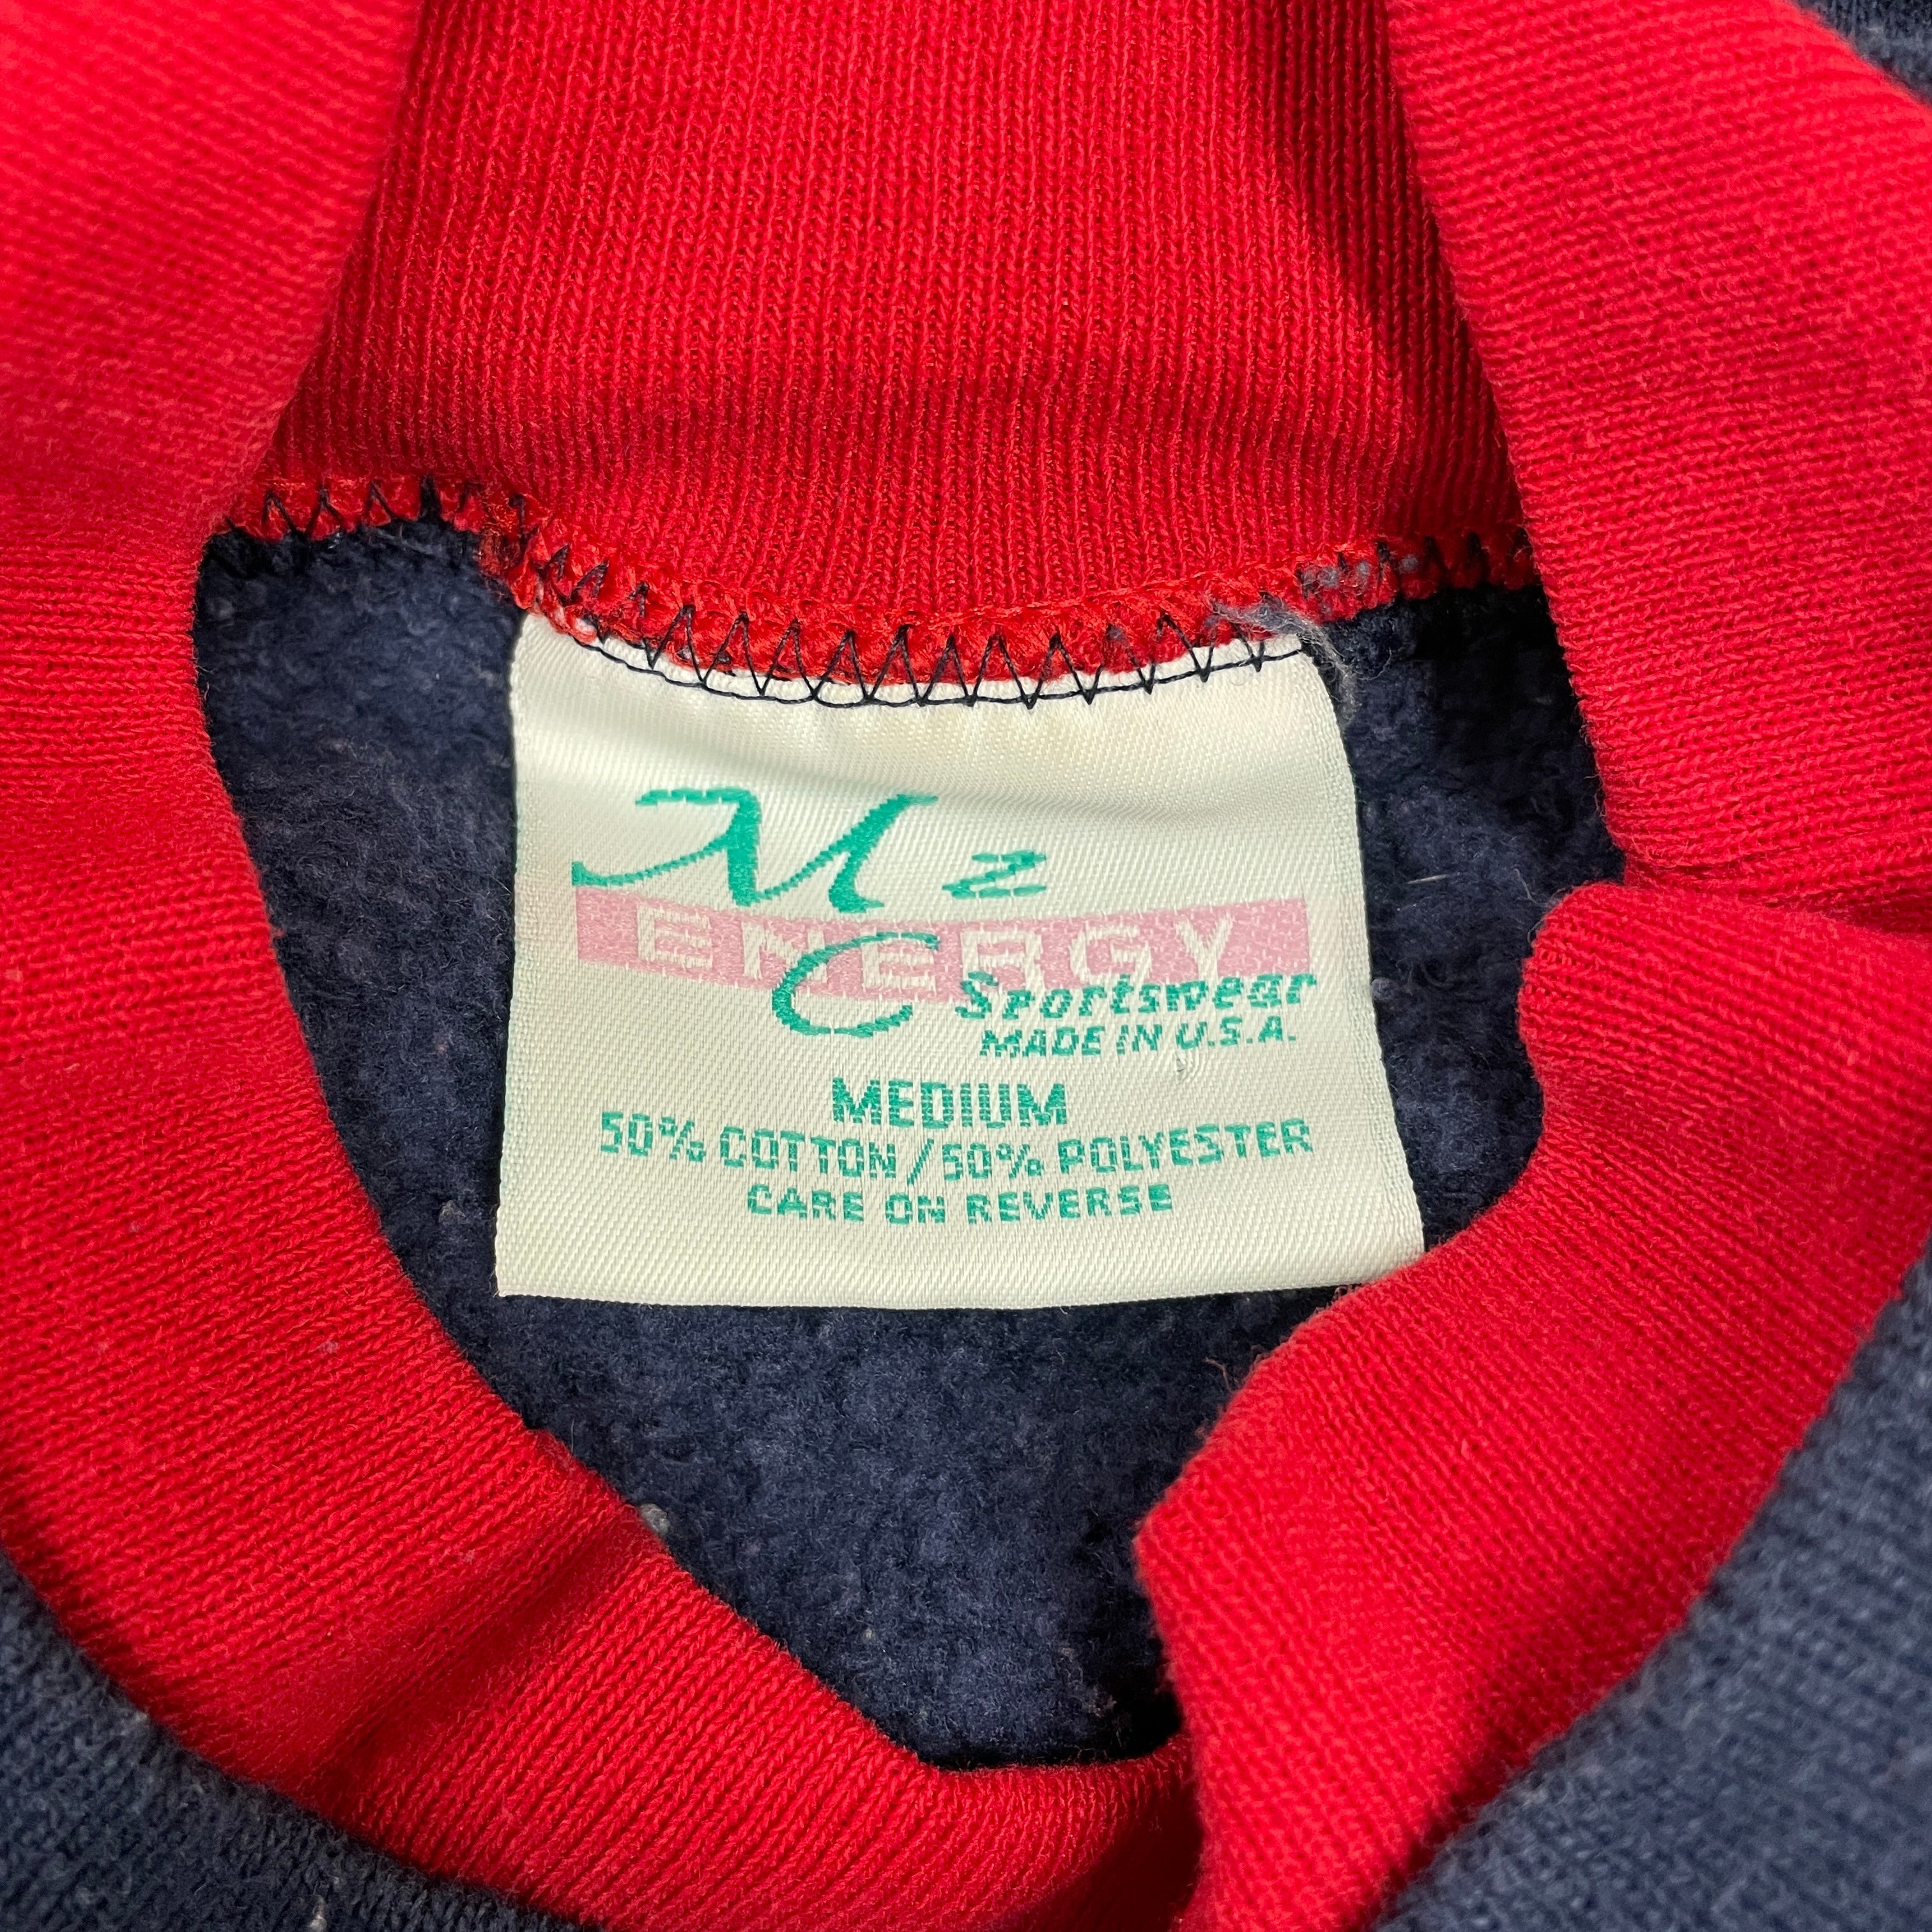 Mz
ENERGY
C Sportswear
MADE IN U.S.A.
MEDIUM
50% COTTON/50% POLYESTER
CARE ON REVERSE